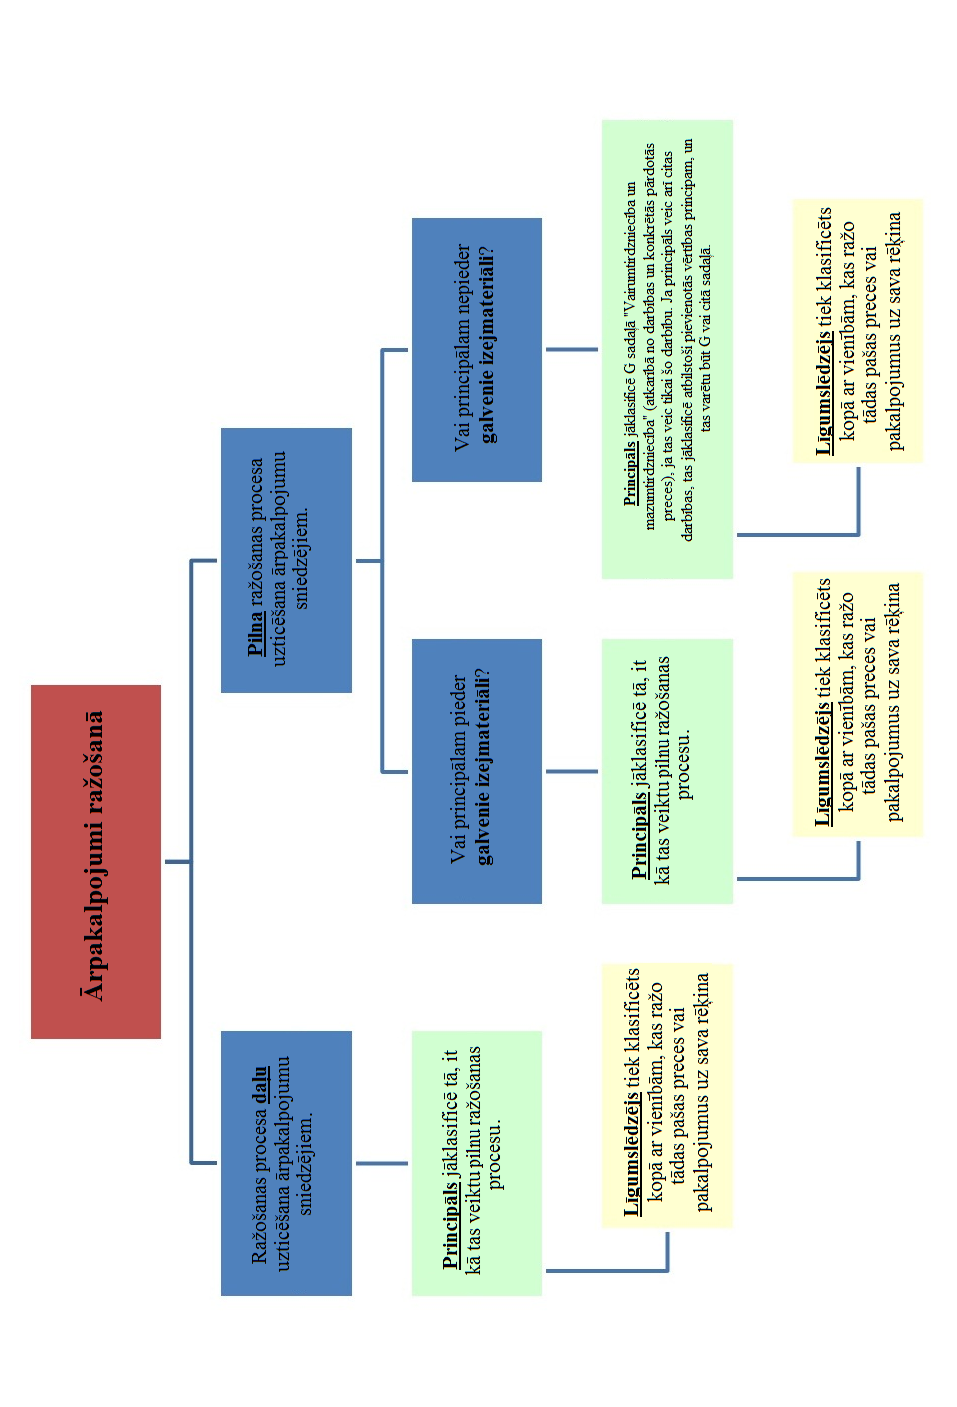 Ārpakalpojumi ražošanā
Ražošanas procesa daļu
uzticēšana ārpakalpojumu
sniedzējiem.
Pilna ražošanas procesa
uzticēšana ārpakalpojumu
sniedzējiem.
Principāls jāklasificē tā, it
kā tas veiktu pilnu ražošanas
procesu.
Vai principālam pieder
galvenie izejmateriāli?
Vai principālam nepieder
galvenie izejmateriāli?
Līgumslēdzējs tiek klasificēts
kopā ar vienībām, kas ražo
tādas pašas preces vai
pakalpojumus uz sava rēķina
Principāls jāklasificē tā, it
kā tas veiktu pilnu ražošanas
procesu.
Principāls jāklasificē G sadaļā "Vairumtirdzniecība un
mazumtirdzniecība" (atkarībā no darbības un konkrētās pārdotās
preces), ja tas veic tikai šo darbību. Ja principāls veic arī citas
darbības, tas jāklasificē atbilstoši pievienotās vērtības principam, un
tas varētu būt G vai citā sadaļā.
Līgumslēdzējs tiek klasificēts
kopā ar vienībām, kas ražo
tādas pašas preces vai
pakalpojumus uz sava rēķina
Līgumslēdzējs tiek klasificēts
kopā ar vienībām, kas ražo
tādas pašas preces vai
pakalpojumus uz sava rēķina